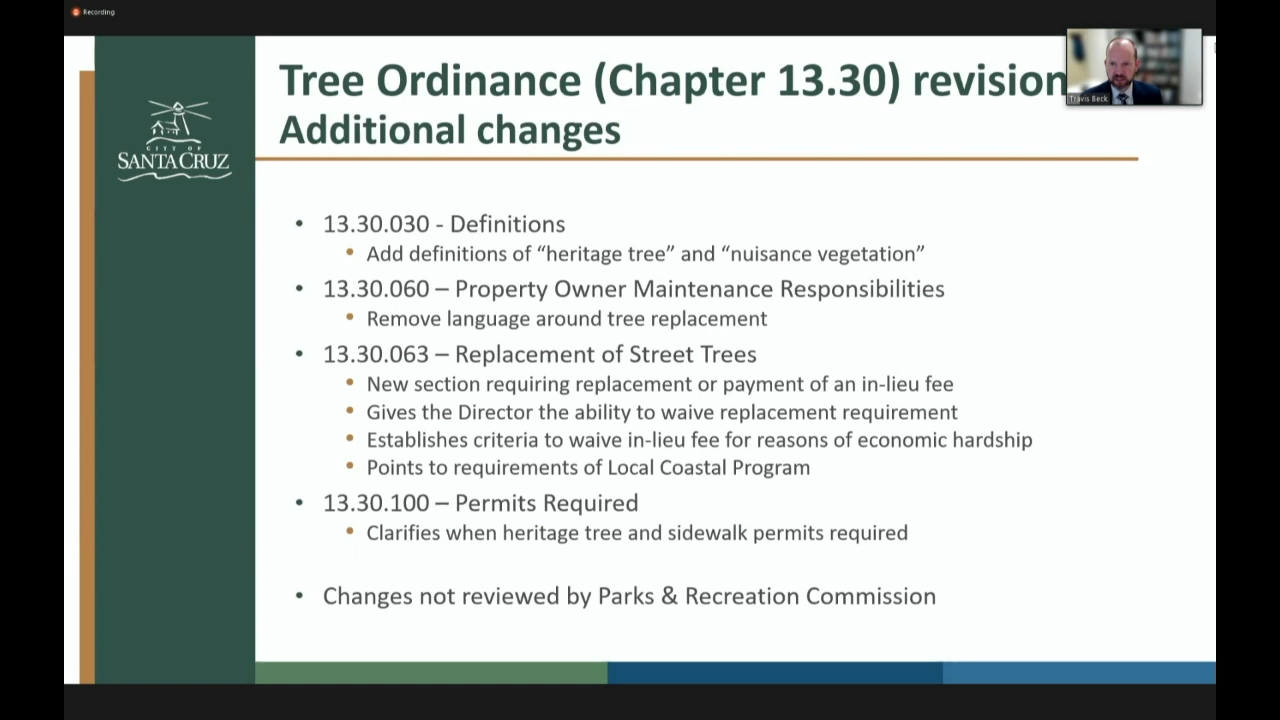 Recording
Tree Ordinance (Chapter 13.30) revision
Additional changes
Travis Beck
CITY OF
SANTA CRUZ
• 13.30.030 - Definitions
• Add definitions of “heritage tree” and “nuisance vegetation”
• 13.30.060 – Property Owner Maintenance Responsibilities
• Remove language around tree replacement
• 13.30.063 – Replacement of Street Trees
• New section requiring replacement or payment of an in-lieu fee
• Gives the Director the ability to waive replacement requirement
• Establishes criteria to waive in-lieu fee for reasons of economic hardship
• Points to requirements of Local Coastal Program
• 13.30.100 – Permits Required
• Clarifies when heritage tree and sidewalk permits required
• Changes not reviewed by Parks & Recreation Commission